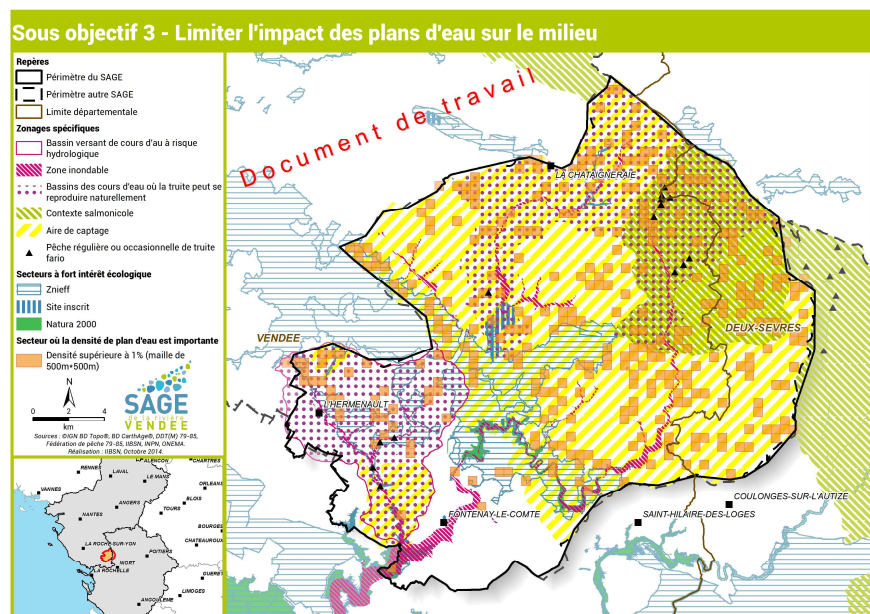 Sous objectif 3 - Limiter l'impact des plans d'eau sur le milieu
Repères
Périmètre du SAGE
Périmètre autre SAGE
Limite départementale
Zonages spécifiques
Bassin versant de cours d'au à risque
hydrologique
Zone inondable
Bassins des cours d'eau où la truite peut se
reproduire naturellement
Contexte salmonicole
Aire de captage
Pêche régulière ou occasionnelle de truite
fario
Secteurs à fort intérêt écologique
Znieff
Site inscrit
Natura 2000
Secteur où la densité de plan d'eau est importante
Densité supérieure à 1% (maille de
500m*500m)
N
0 2 4
km
SAGE
de la rivière
VENDEE
Sources : ©IGN BD Topo®, BD CarthAge®, DDT(M) 79-85,
Fédération de pêche 79-85, IIBSN, INPN, ONEMA.
Réalisation : IIBSN, Octobre 2014.
Document de travail
LA CHATAIGNERAIE
VENDEE
DEUX-SEVRES
L'HERMENAULT
FONTENAY-LE-COMTE
SAINT-HILAIRE-DES-LOGES
COULONGES-SUR-L'AUTIZE
ALENCON
CHARTRES
RENNES
LAVAL
LE MANS
ORLEANS
VANNES
BLOIS
ANGERS
TOURS
NANTES
BOURGES
CHATEAUROUX
LA ROCHE-SUR-YON
POITIERS
NIORT
LA ROCHELLE
GUERET
LIMOGES
ANGOULEME